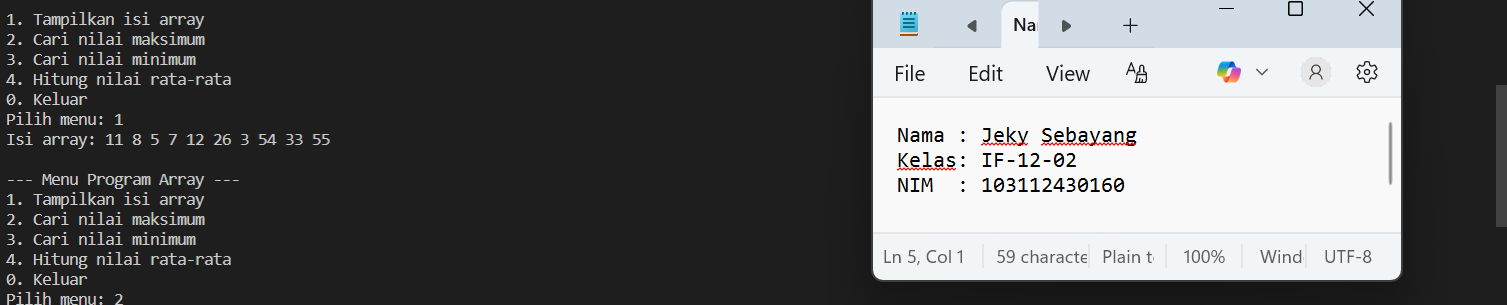 1. Tampilkan isi array
2. Cari nilai maksimum
3. Cari nilai minimum
4. Hitung nilai rata-rata
0. Keluar
Pilih menu: 1
Isi array: 11 8 5 7 12 26 3 54 33 55
--- Menu Program Array ---
1. Tampilkan isi array
2. Cari nilai maksimum
3. Cari nilai minimum
4. Hitung nilai rata-rata
0. Keluar
Pilih menu: 2
Na
File Edit View
Nama : Jeky Sebayang
Kelas: IF-12-02
NIM : 103112430160
Ln 5, Col 1 59 characte Plain t 100% Wind UTF-8